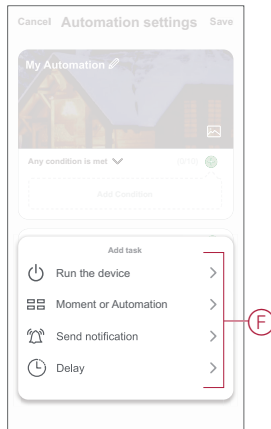 Cancel Automation settings Save
My Automation
Any condition is met
Add Condition
Add task
Run the device
Moment or Automation
Send notification
Delay
F